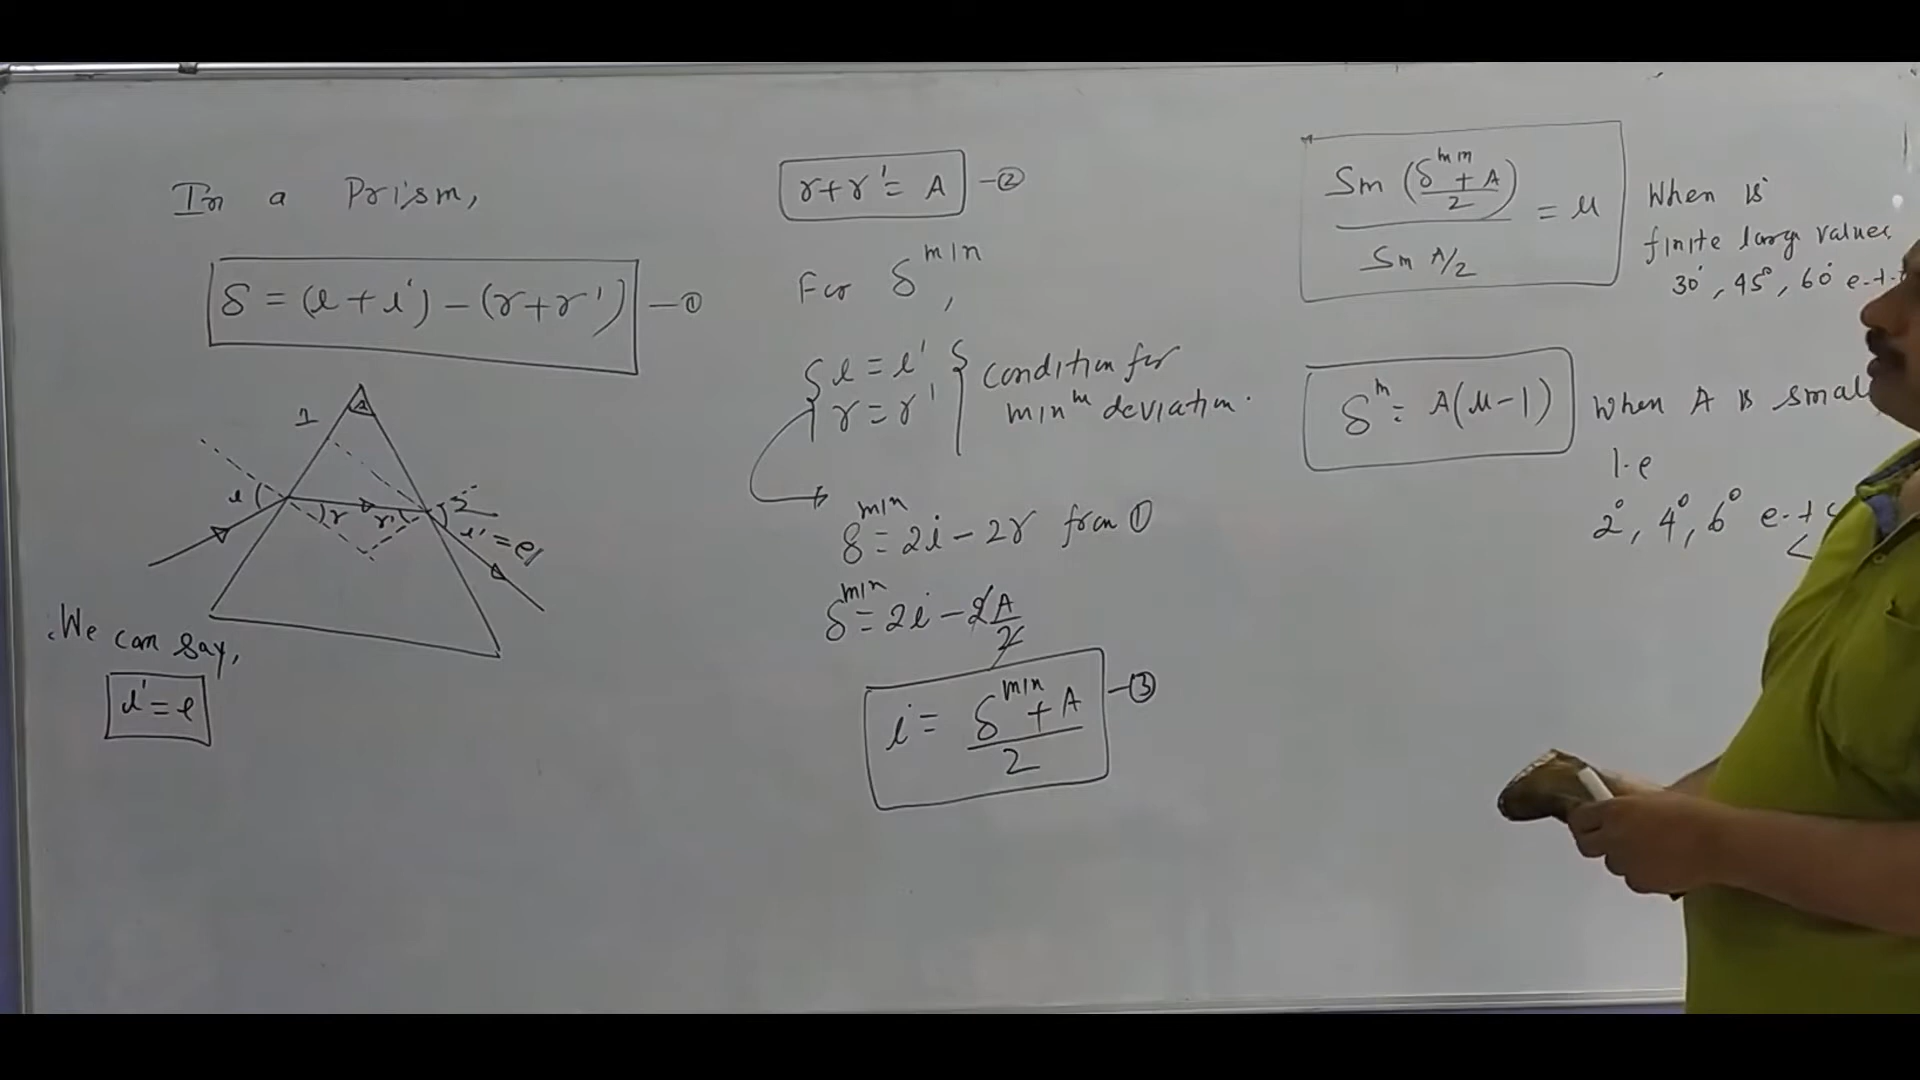 In a Prism,
δ = (i + i') - (r + r') —①
A
1
i
r
r'
δ
i' = e
We can say,
i' = e
r + r' = A —②
For δ^min,
{ i = i'
r = r' } condition for min^m deviation.
δ^min = 2i - 2r from ①
δ^min = 2i - 2A/2
i = (δ^min + A)/2 —③
Sin ((δ^min + A)/2) / Sin A/2 = μ
When is
finite large values
30°, 45°, 60° e.t.
δ^m = A(μ-1)
When A is small
i.e
2°, 4°, 6° e.t.c
<